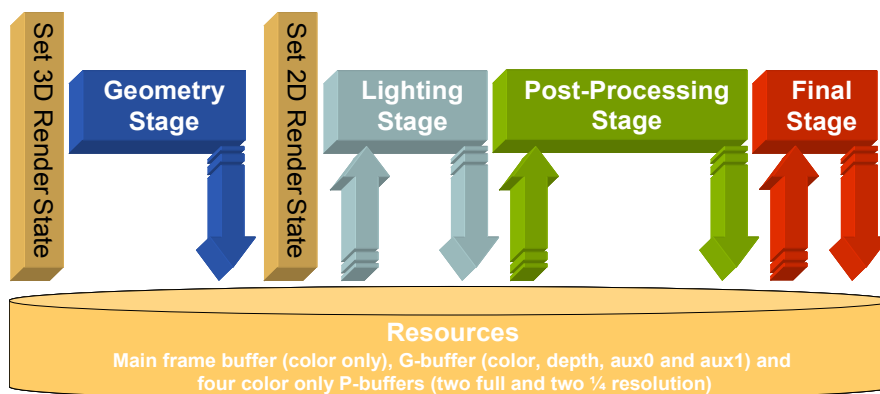 Set 3D Render State
Geometry
Stage
Set 2D Render State
Lighting
Stage
Post-Processing
Stage
Final
Stage
Resources
Main frame buffer (color only), G-buffer (color, depth, aux0 and aux1) and
four color only P-buffers (two full and two ¼ resolution)